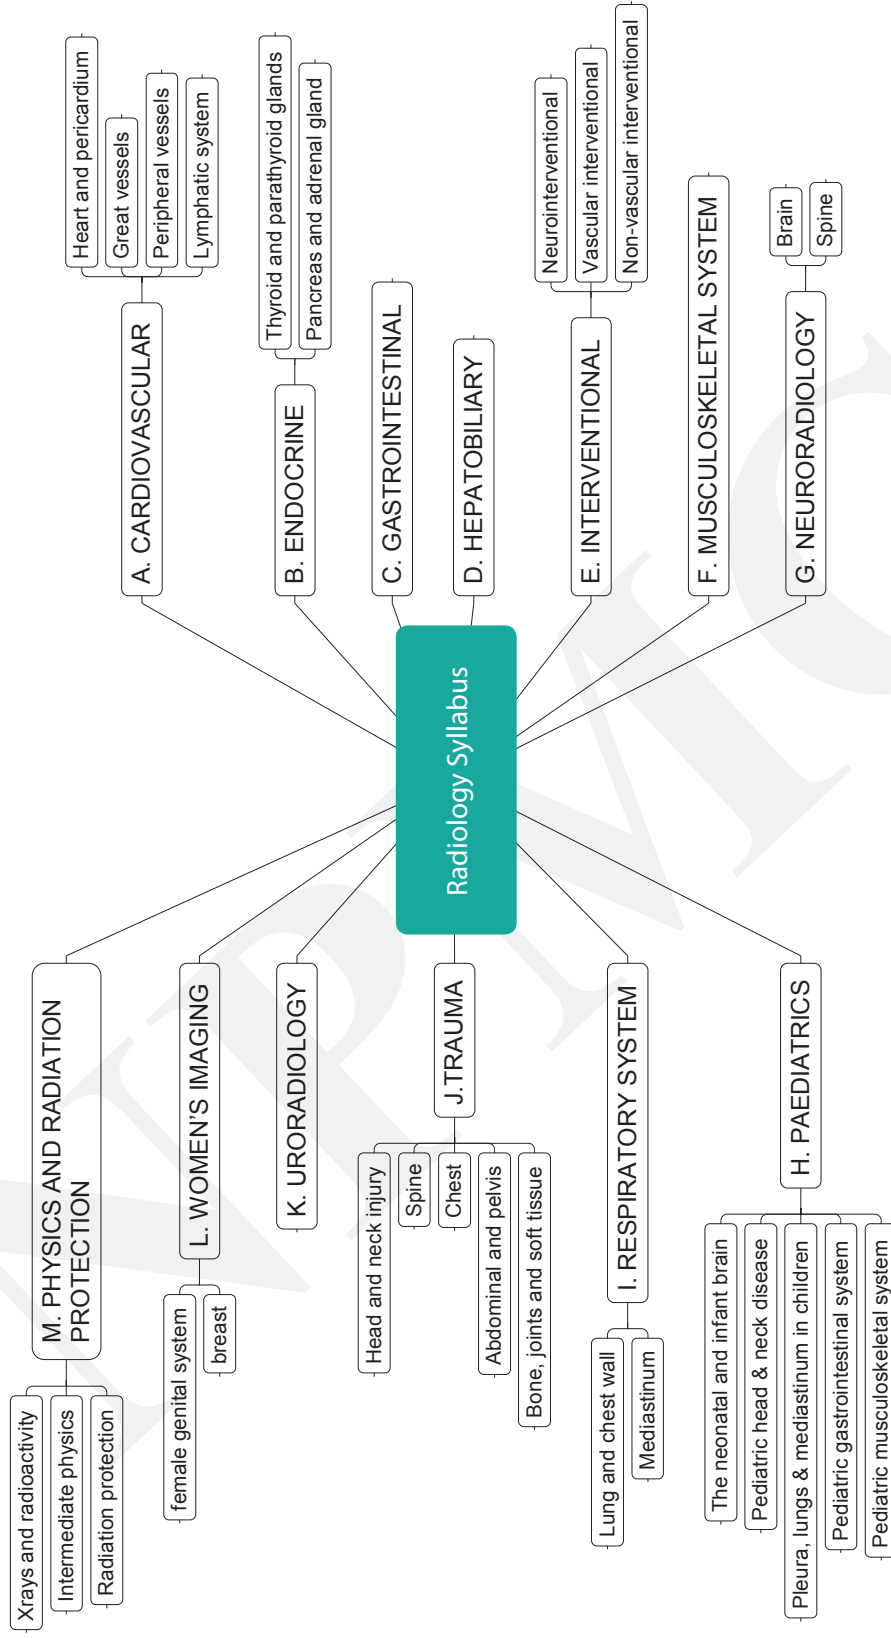 Radiology Syllabus
A. CARDIOVASCULAR
Heart and pericardium
Great vessels
Peripheral vessels
Lymphatic system
B. ENDOCRINE
Thyroid and parathyroid glands
Pancreas and adrenal gland
C. GASTROINTESTINAL
D. HEPATOBILIARY
E. INTERVENTIONAL
Neurointerventional
Vascular interventional
Non-vascular interventional
F. MUSCULOSKELETAL SYSTEM
G. NEURORADIOLOGY
Brain
Spine
H. PAEDIATRICS
The neonatal and infant brain
Pediatric head & neck disease
Pleura, lungs & mediastinum in children
Pediatric gastrointestinal system
Pediatric musculoskeletal system
I. RESPIRATORY SYSTEM
Lung and chest wall
Mediastinum
J.TRAUMA
Head and neck injury
Spine
Chest
Abdominal and pelvis
Bone, joints and soft tissue
K. URORADIOLOGY
L. WOMEN'S IMAGING
female genital system
breast
M. PHYSICS AND RADIATION
PROTECTION
Xrays and radioactivity
Intermediate physics
Radiation protection
NPMC